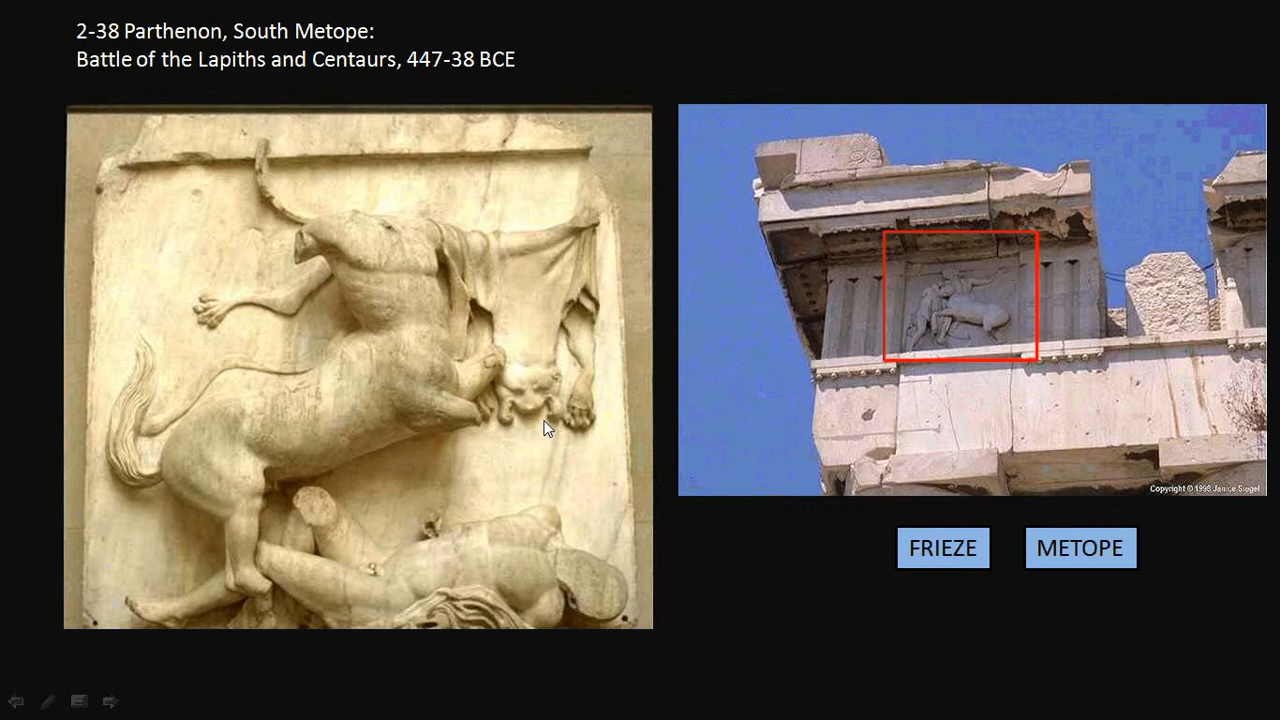 2-38 Parthenon, South Metope:
Battle of the Lapiths and Centaurs, 447-38 BCE
Copyright © 1998 Janice Siegel
FRIEZE
METOPE